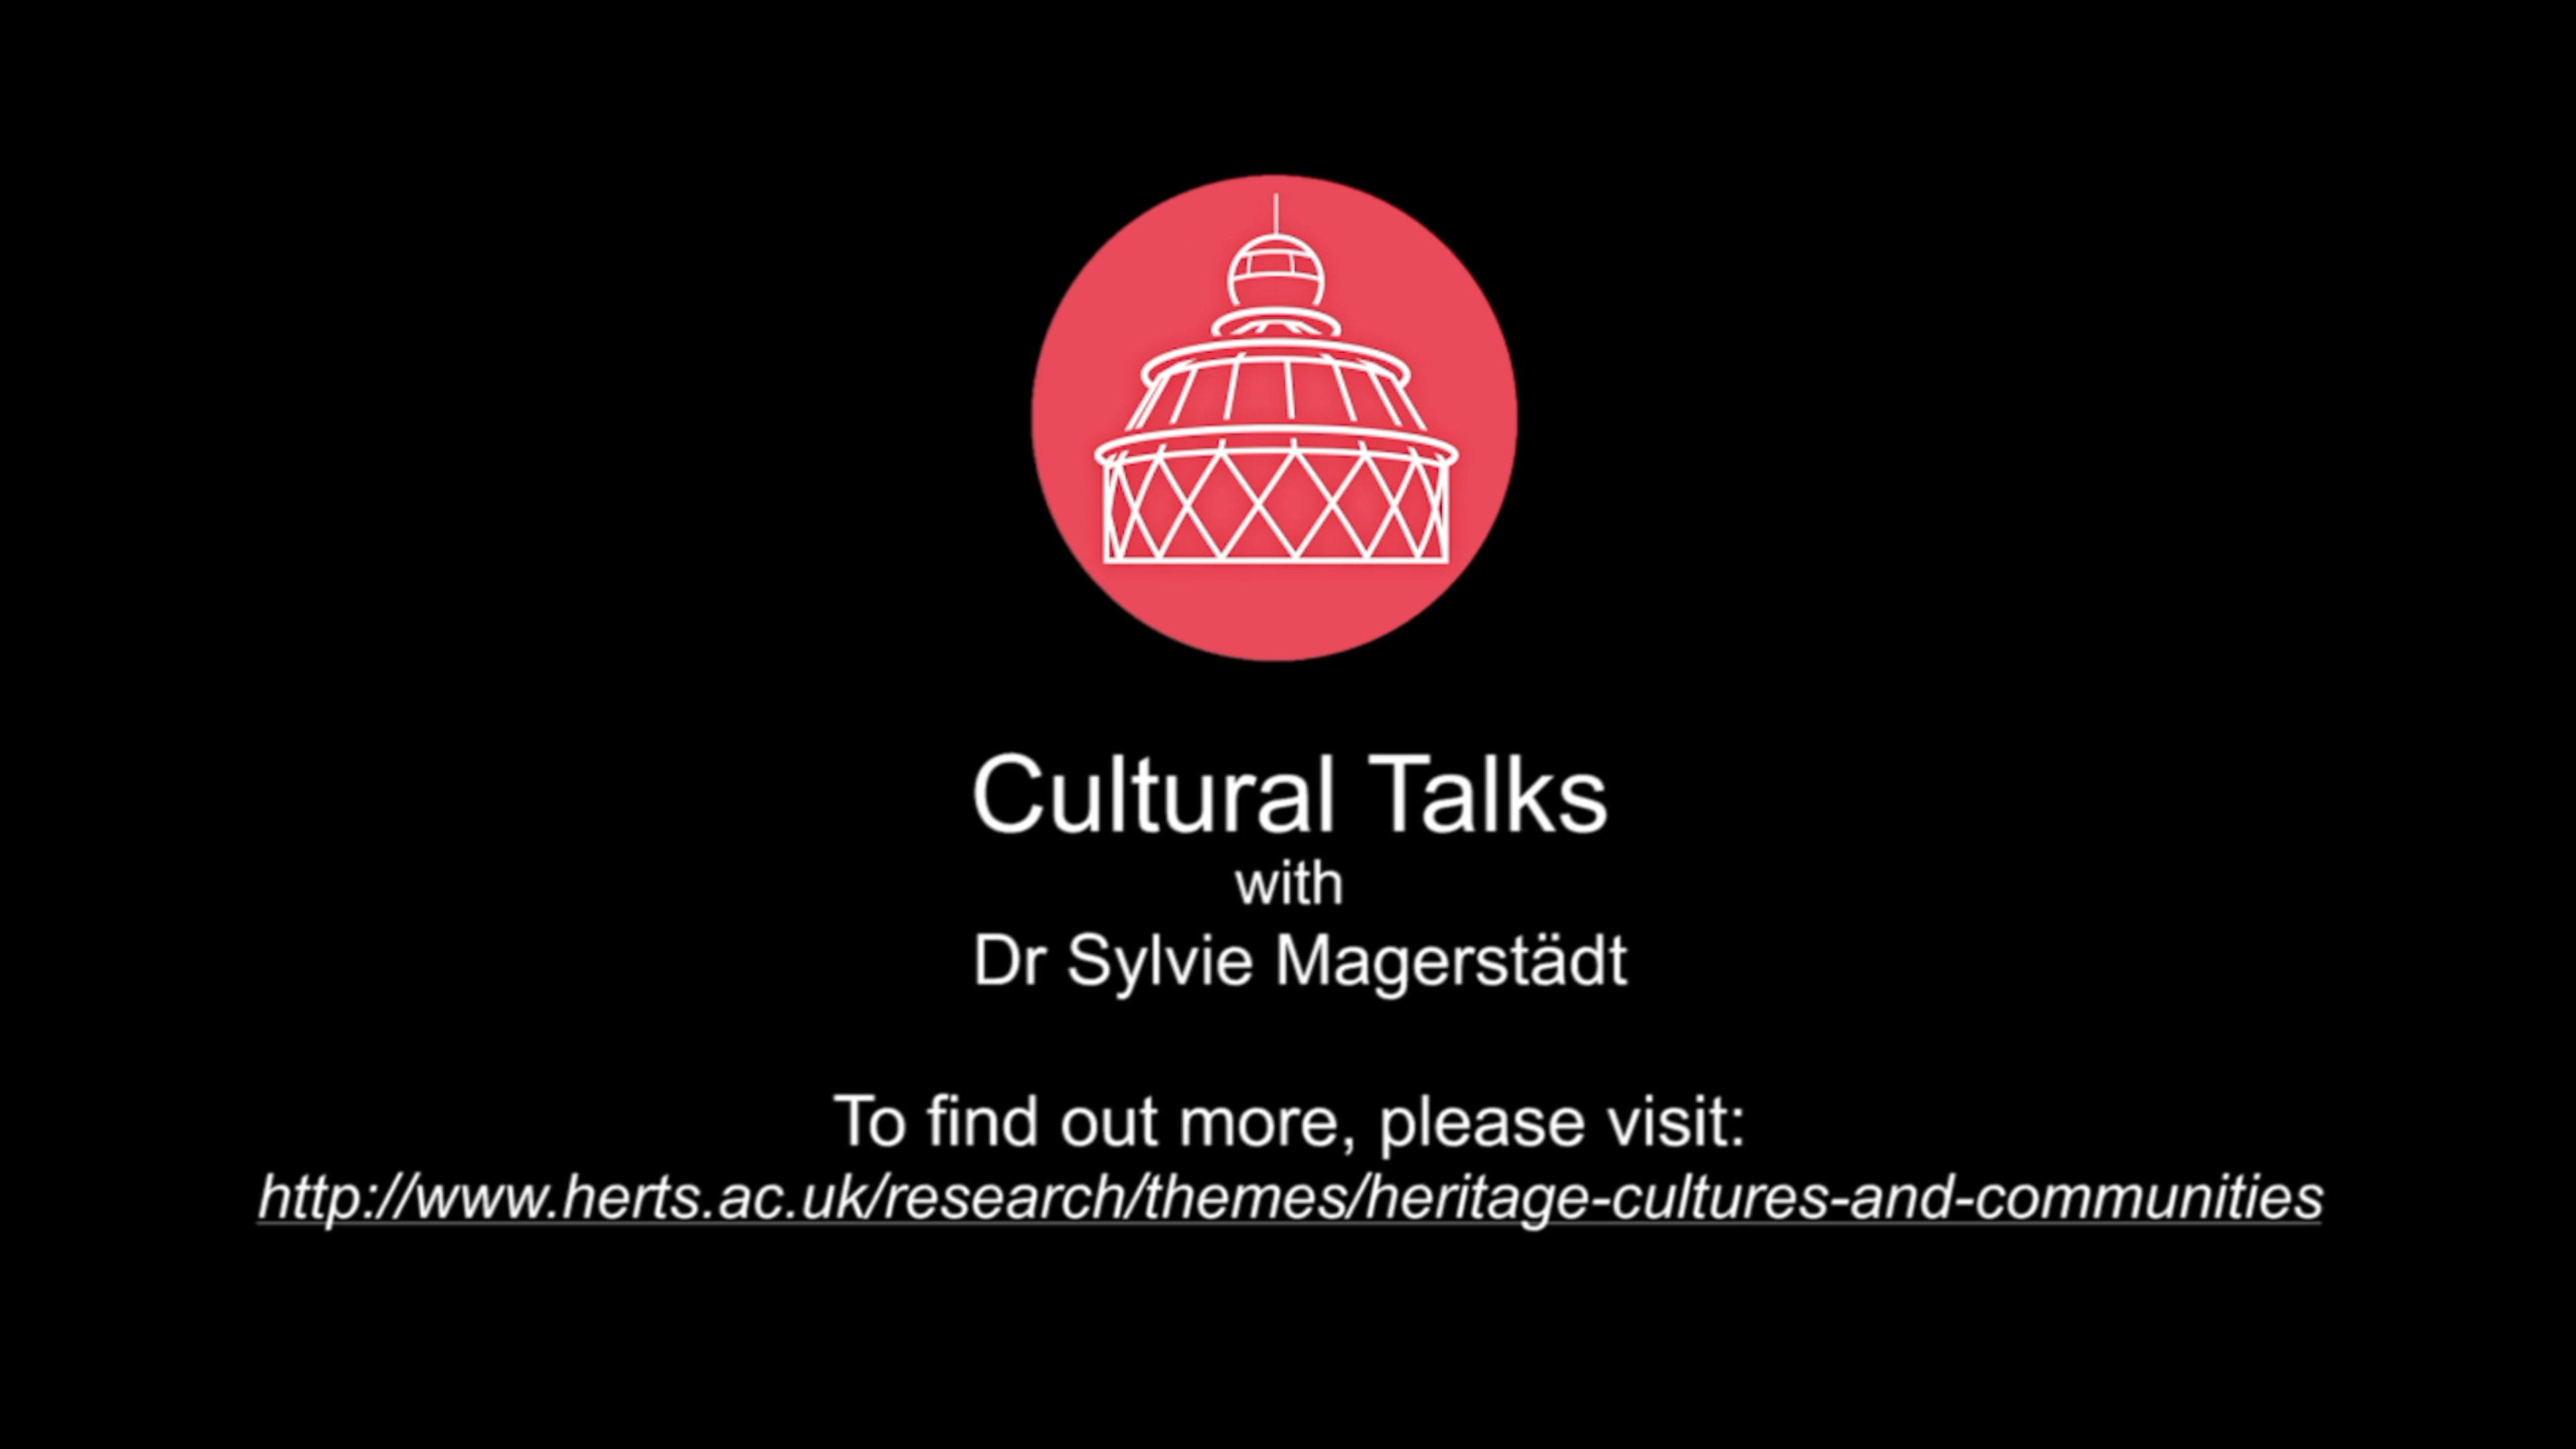 Cultural Talks
with
Dr Sylvie Magerstädt
To find out more, please visit:
http://www.herts.ac.uk/research/themes/heritage-cultures-and-communities